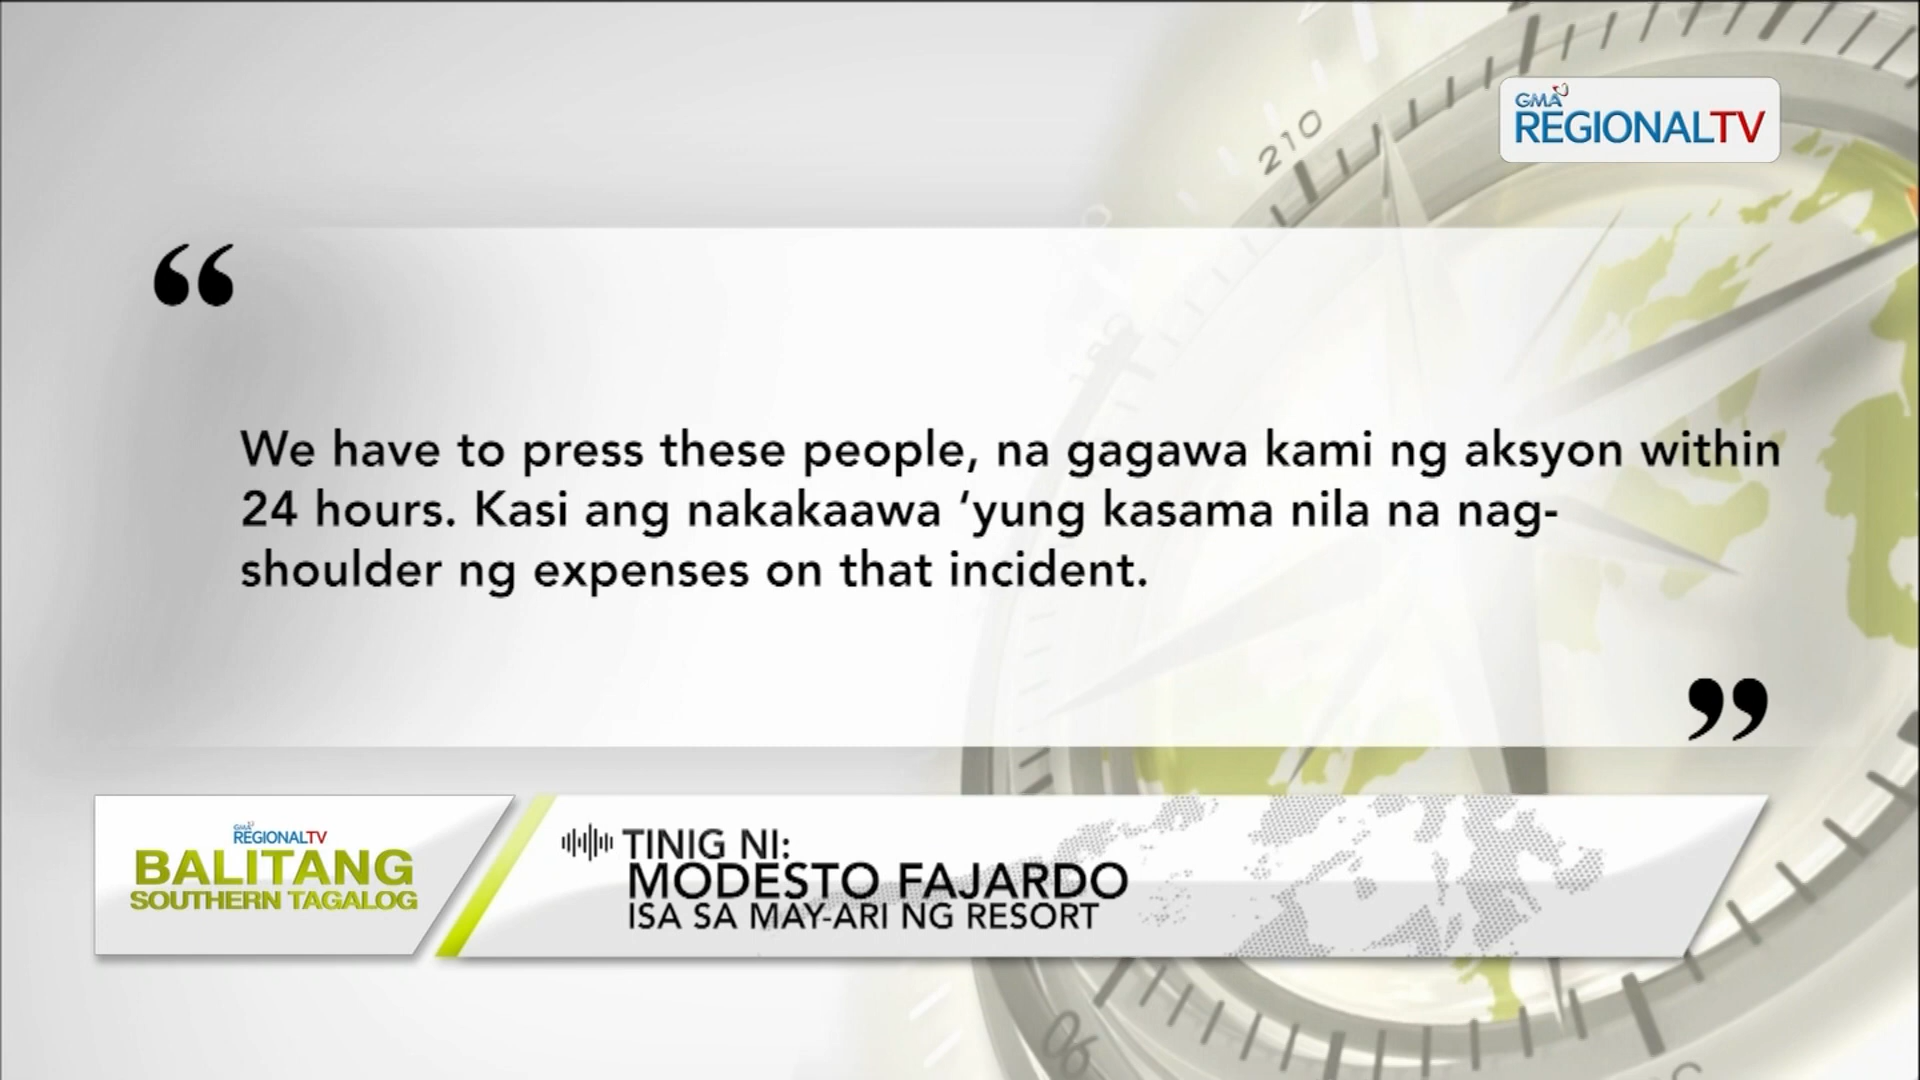 GMA
REGIONALTV
210
“
We have to press these people, na gagawa kami ng aksyon within
24 hours. Kasi ang nakakaawa ‘yung kasama nila na nag-
shoulder ng expenses on that incident.
”
GMA
REGIONALTV
BALITANG
SOUTHERN TAGALOG
TINIG NI:
MODESTO FAJARDO
ISA SA MAY-ARI NG RESORT